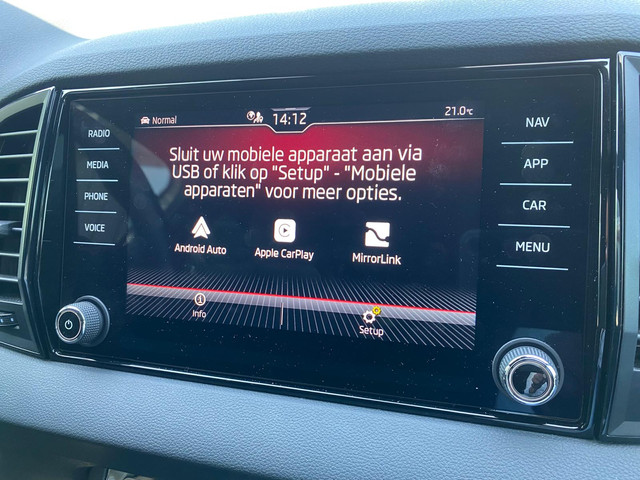 Normal
14:12
21.0°C
RADIO
MEDIA
PHONE
VOICE
Sluit uw mobiele apparaat aan via
USB of klik op "Setup" - "Mobiele
apparaten" voor meer opties.
Android Auto
Apple CarPlay
MirrorLink
Info
Setup
NAV
APP
CAR
MENU